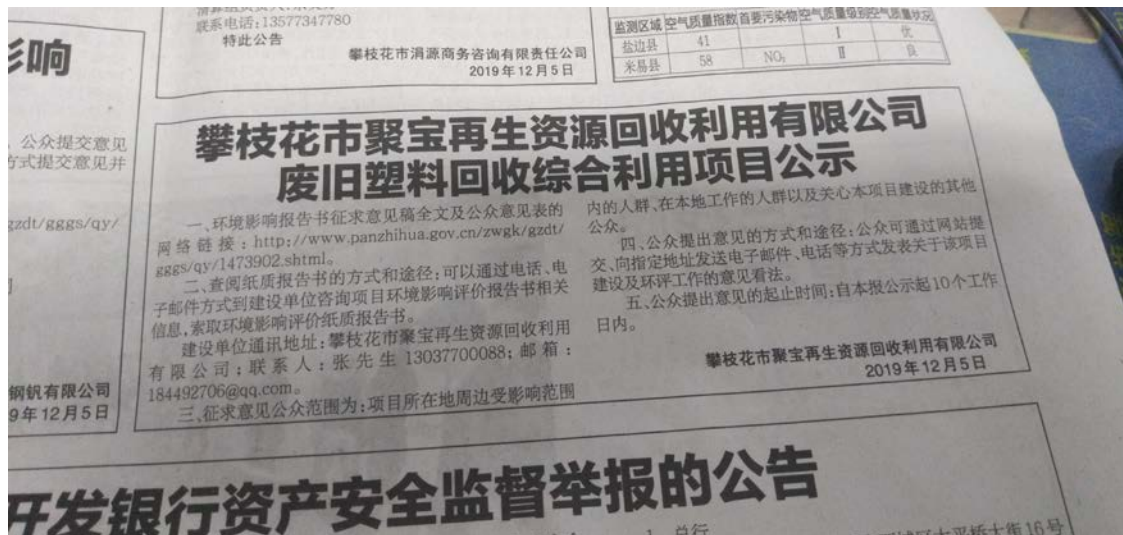 联系电话:13577347780
特此公告
攀枝花市涓源商务咨询有限责任公司
2019年12月5日
监测区域 空气质量指数 首要污染物 空气质量级别 空气质量状况
盐边县 41 Ⅰ 优
米易县 58 NO₂ Ⅱ 良
影响
公众提交意见
方式提交意见并
gzdt/gggs/qy/
钢钒有限公司
9年12月5日
攀枝花市聚宝再生资源回收利用有限公司
废旧塑料回收综合利用项目公示
一、环境影响报告书征求意见稿全文及公众意见表的
网络链接:http://www.panzhihua.gov.cn/zwgk/gzdt/
gggs/qy/1473902.shtml。
二、查阅纸质报告书的方式和途径:可以通过电话、电
子邮件方式到建设单位咨询项目环境影响评价报告书相关
信息,索取环境影响评价纸质报告书。
建设单位通讯地址:攀枝花市聚宝再生资源回收利用
有限公司;联系人:张先生 13037700088;邮箱:
184492706@qq.com。
三、征求意见公众范围为:项目所在地周边受影响范围
内的人群、在本地工作的人群以及关心本项目建设的其他
公众。
四、公众提出意见的方式和途径:公众可通过网站提
交、向指定地址发送电子邮件、电话等方式发表关于该项目
建设及环评工作的意见看法。
五、公众提出意见的起止时间:自本报公示起10个工作
日内。
攀枝花市聚宝再生资源回收利用有限公司
2019年12月5日
开发银行资产安全监督举报的公告
总行
区太平桥大街16号